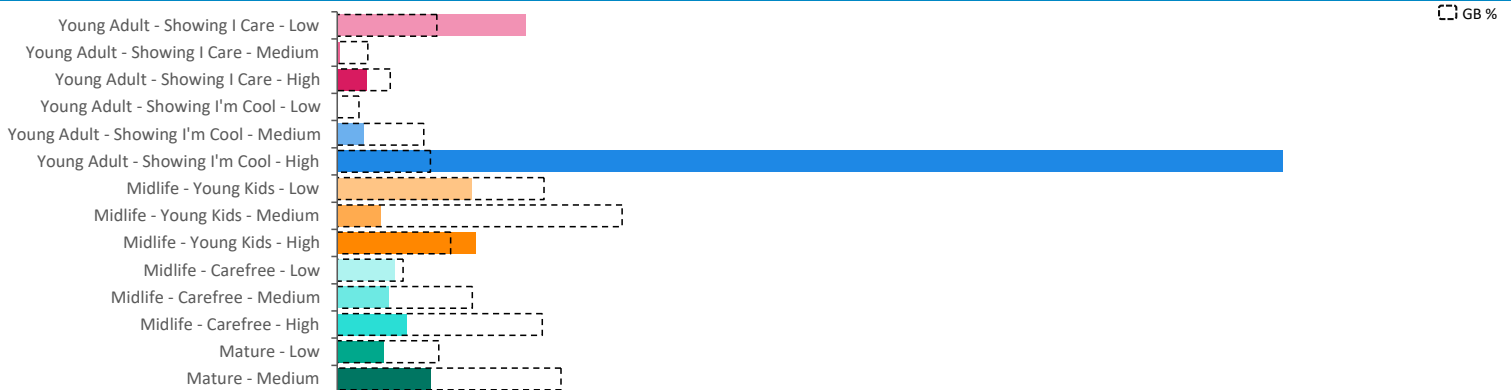 GB %
Young Adult - Showing I Care - Low
Young Adult - Showing I Care - Medium
Young Adult - Showing I Care - High
Young Adult - Showing I'm Cool - Low
Young Adult - Showing I'm Cool - Medium
Young Adult - Showing I'm Cool - High
Midlife - Young Kids - Low
Midlife - Young Kids - Medium
Midlife - Young Kids - High
Midlife - Carefree - Low
Midlife - Carefree - Medium
Midlife - Carefree - High
Mature - Low
Mature - Medium